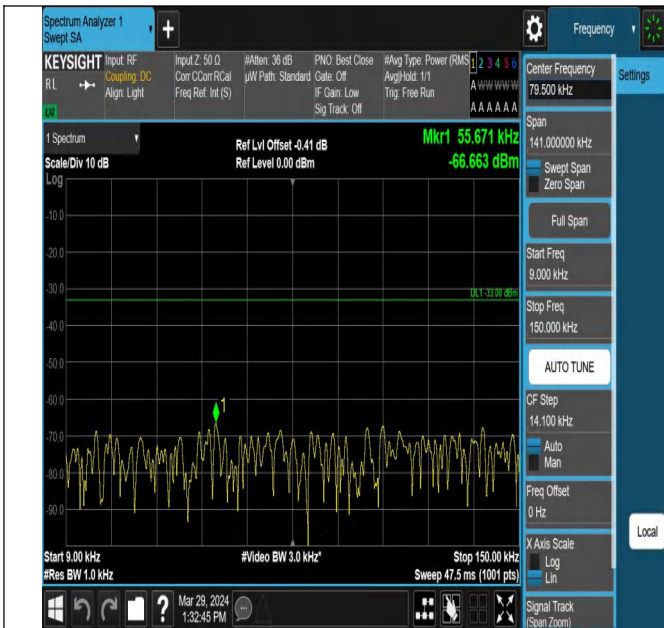 Spectrum Analyzer 1
Swept SA
Frequency
KEYSIGHT
RL
LXI
Input: RF
Coupling: DC
Align: Light
Input Z: 50 Ω
Corr CCorr RCal
Freq Ref: Int (S)
#Atten: 36 dB
µW Path: Standard
PNO: Best Close
Gate: Off
IF Gain: Low
Sig Track: Off
#Avg Type: Power (RMS
Avg|Hold: 1/1
Trig: Free Run
1 2 3 4 5 6
A W W W W W
A A A A A A
Center Frequency
79.500 kHz
Settings
Span
141.000000 kHz
Swept Span
Zero Span
Full Span
Start Freq
9.000 kHz
Stop Freq
150.000 kHz
AUTO TUNE
CF Step
14.100 kHz
Auto
Man
Freq Offset
0 Hz
X Axis Scale
Log
Lin
Signal Track
(Span Zoom)
Local
1 Spectrum
Scale/Div 10 dB
Log
Ref Lvl Offset -0.41 dB
Ref Level 0.00 dBm
Mkr1 55.671 kHz
-66.663 dBm
-10.0
-20.0
-30.0
DL1 -33.00 dBm
-40.0
-50.0
-60.0
1
-70.0
-80.0
-90.0
Start 9.00 kHz
#Video BW 3.0 kHz*
Stop 150.00 kHz
#Res BW 1.0 kHz
Sweep 47.5 ms (1001 pts)
?
Mar 29, 2024
1:32:45 PM